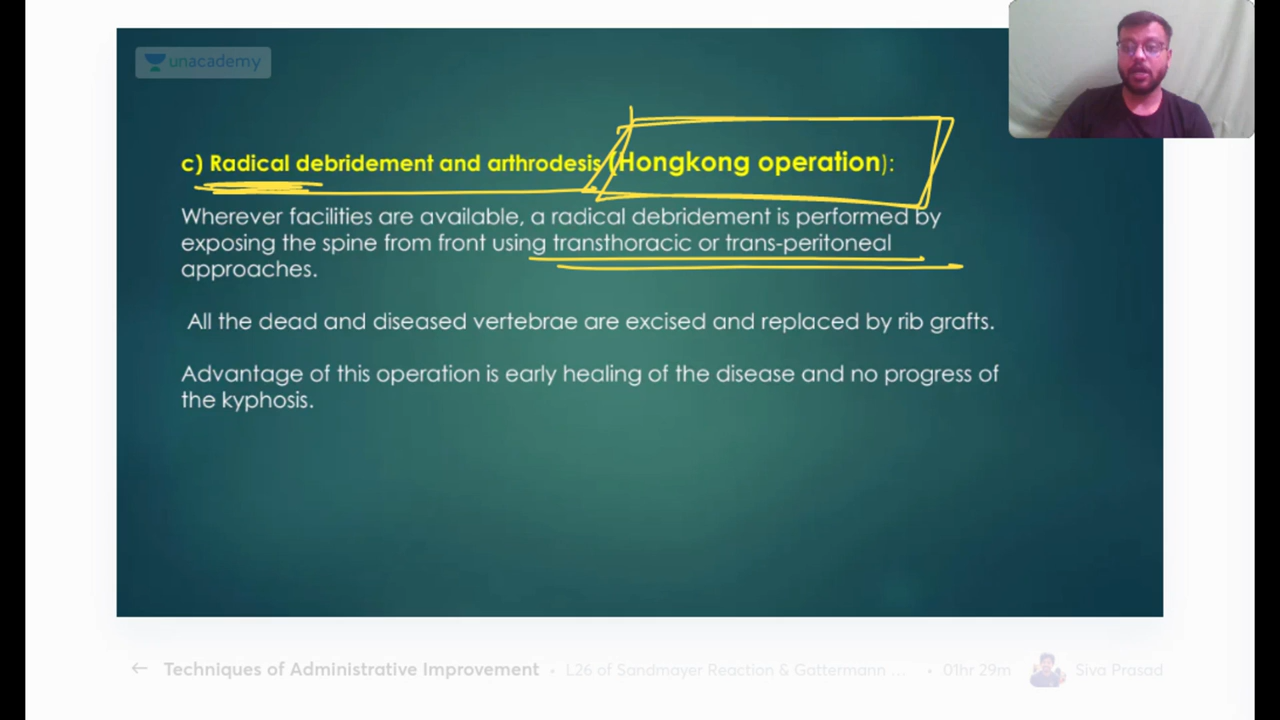 unacademy
c) Radical debridement and arthrodesis (Hongkong operation):
Wherever facilities are available, a radical debridement is performed by
exposing the spine from front using transthoracic or trans-peritoneal
approaches.
All the dead and diseased vertebrae are excised and replaced by rib grafts.
Advantage of this operation is early healing of the disease and no progress of
the kyphosis.
← Techniques of Administrative Improvement • L26 of Sandmayer Reaction & Gattermann ... • 01hr 29m Siva Prasad